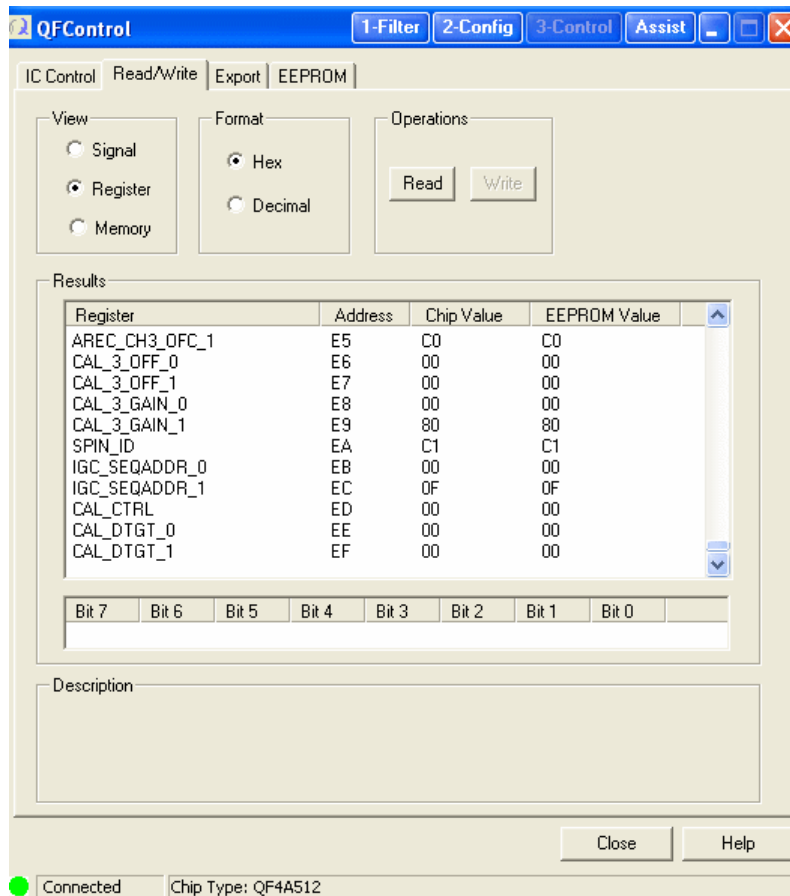 QFControl 1-Filter 2-Config 3-Control Assist
IC Control Read/Write Export EEPROM
View Format Operations
Signal
Hex
Register
Read Write
Decimal
Memory
Results
Register Address Chip Value EEPROM Value
AREC_CH3_OFC_1 E5 C0 C0
CAL_3_OFF_0 E6 00 00
CAL_3_OFF_1 E7 00 00
CAL_3_GAIN_0 E8 00 00
CAL_3_GAIN_1 E9 80 80
SPIN_ID EA C1 C1
IGC_SEQADDR_0 EB 00 00
IGC_SEQADDR_1 EC 0F 0F
CAL_CTRL ED 00 00
CAL_DTGT_0 EE 00 00
CAL_DTGT_1 EF 00 00
Bit 7 Bit 6 Bit 5 Bit 4 Bit 3 Bit 2 Bit 1 Bit 0
Description
Close Help
Connected Chip Type: QF4A512